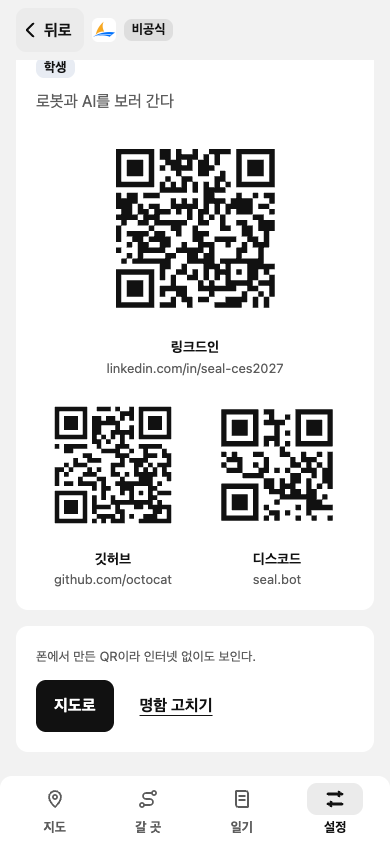 뒤로
비공식
학생
로봇과 AI를 보러 간다
링크드인
linkedin.com/in/seal-ces2027
깃허브
github.com/octocat
디스코드
seal.bot
폰에서 만든 QR이라 인터넷 없이도 보인다.
지도로
명함 고치기
지도
갈 곳
일기
설정